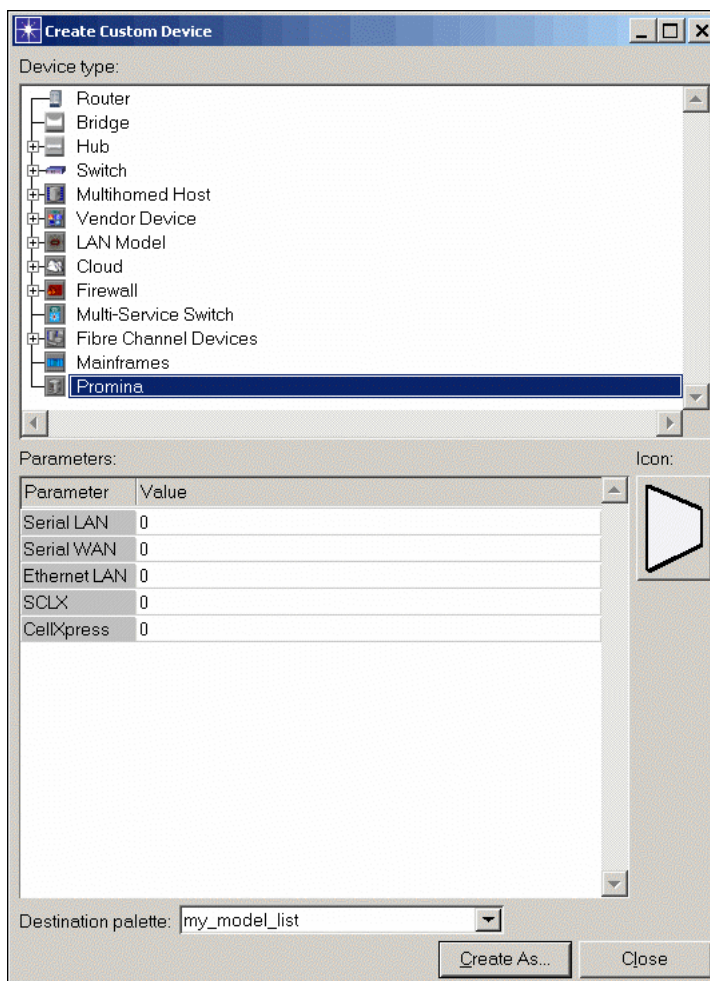 Create Custom Device
Device type:
Router
Bridge
Hub
Switch
Multihomed Host
Vendor Device
LAN Model
Cloud
Firewall
Multi-Service Switch
Fibre Channel Devices
Mainframes
Promina
Parameters:
Icon:
Parameter Value
Serial LAN 0
Serial WAN 0
Ethernet LAN 0
SCLX 0
CellXpress 0
Destination palette: my_model_list
Create As... Close